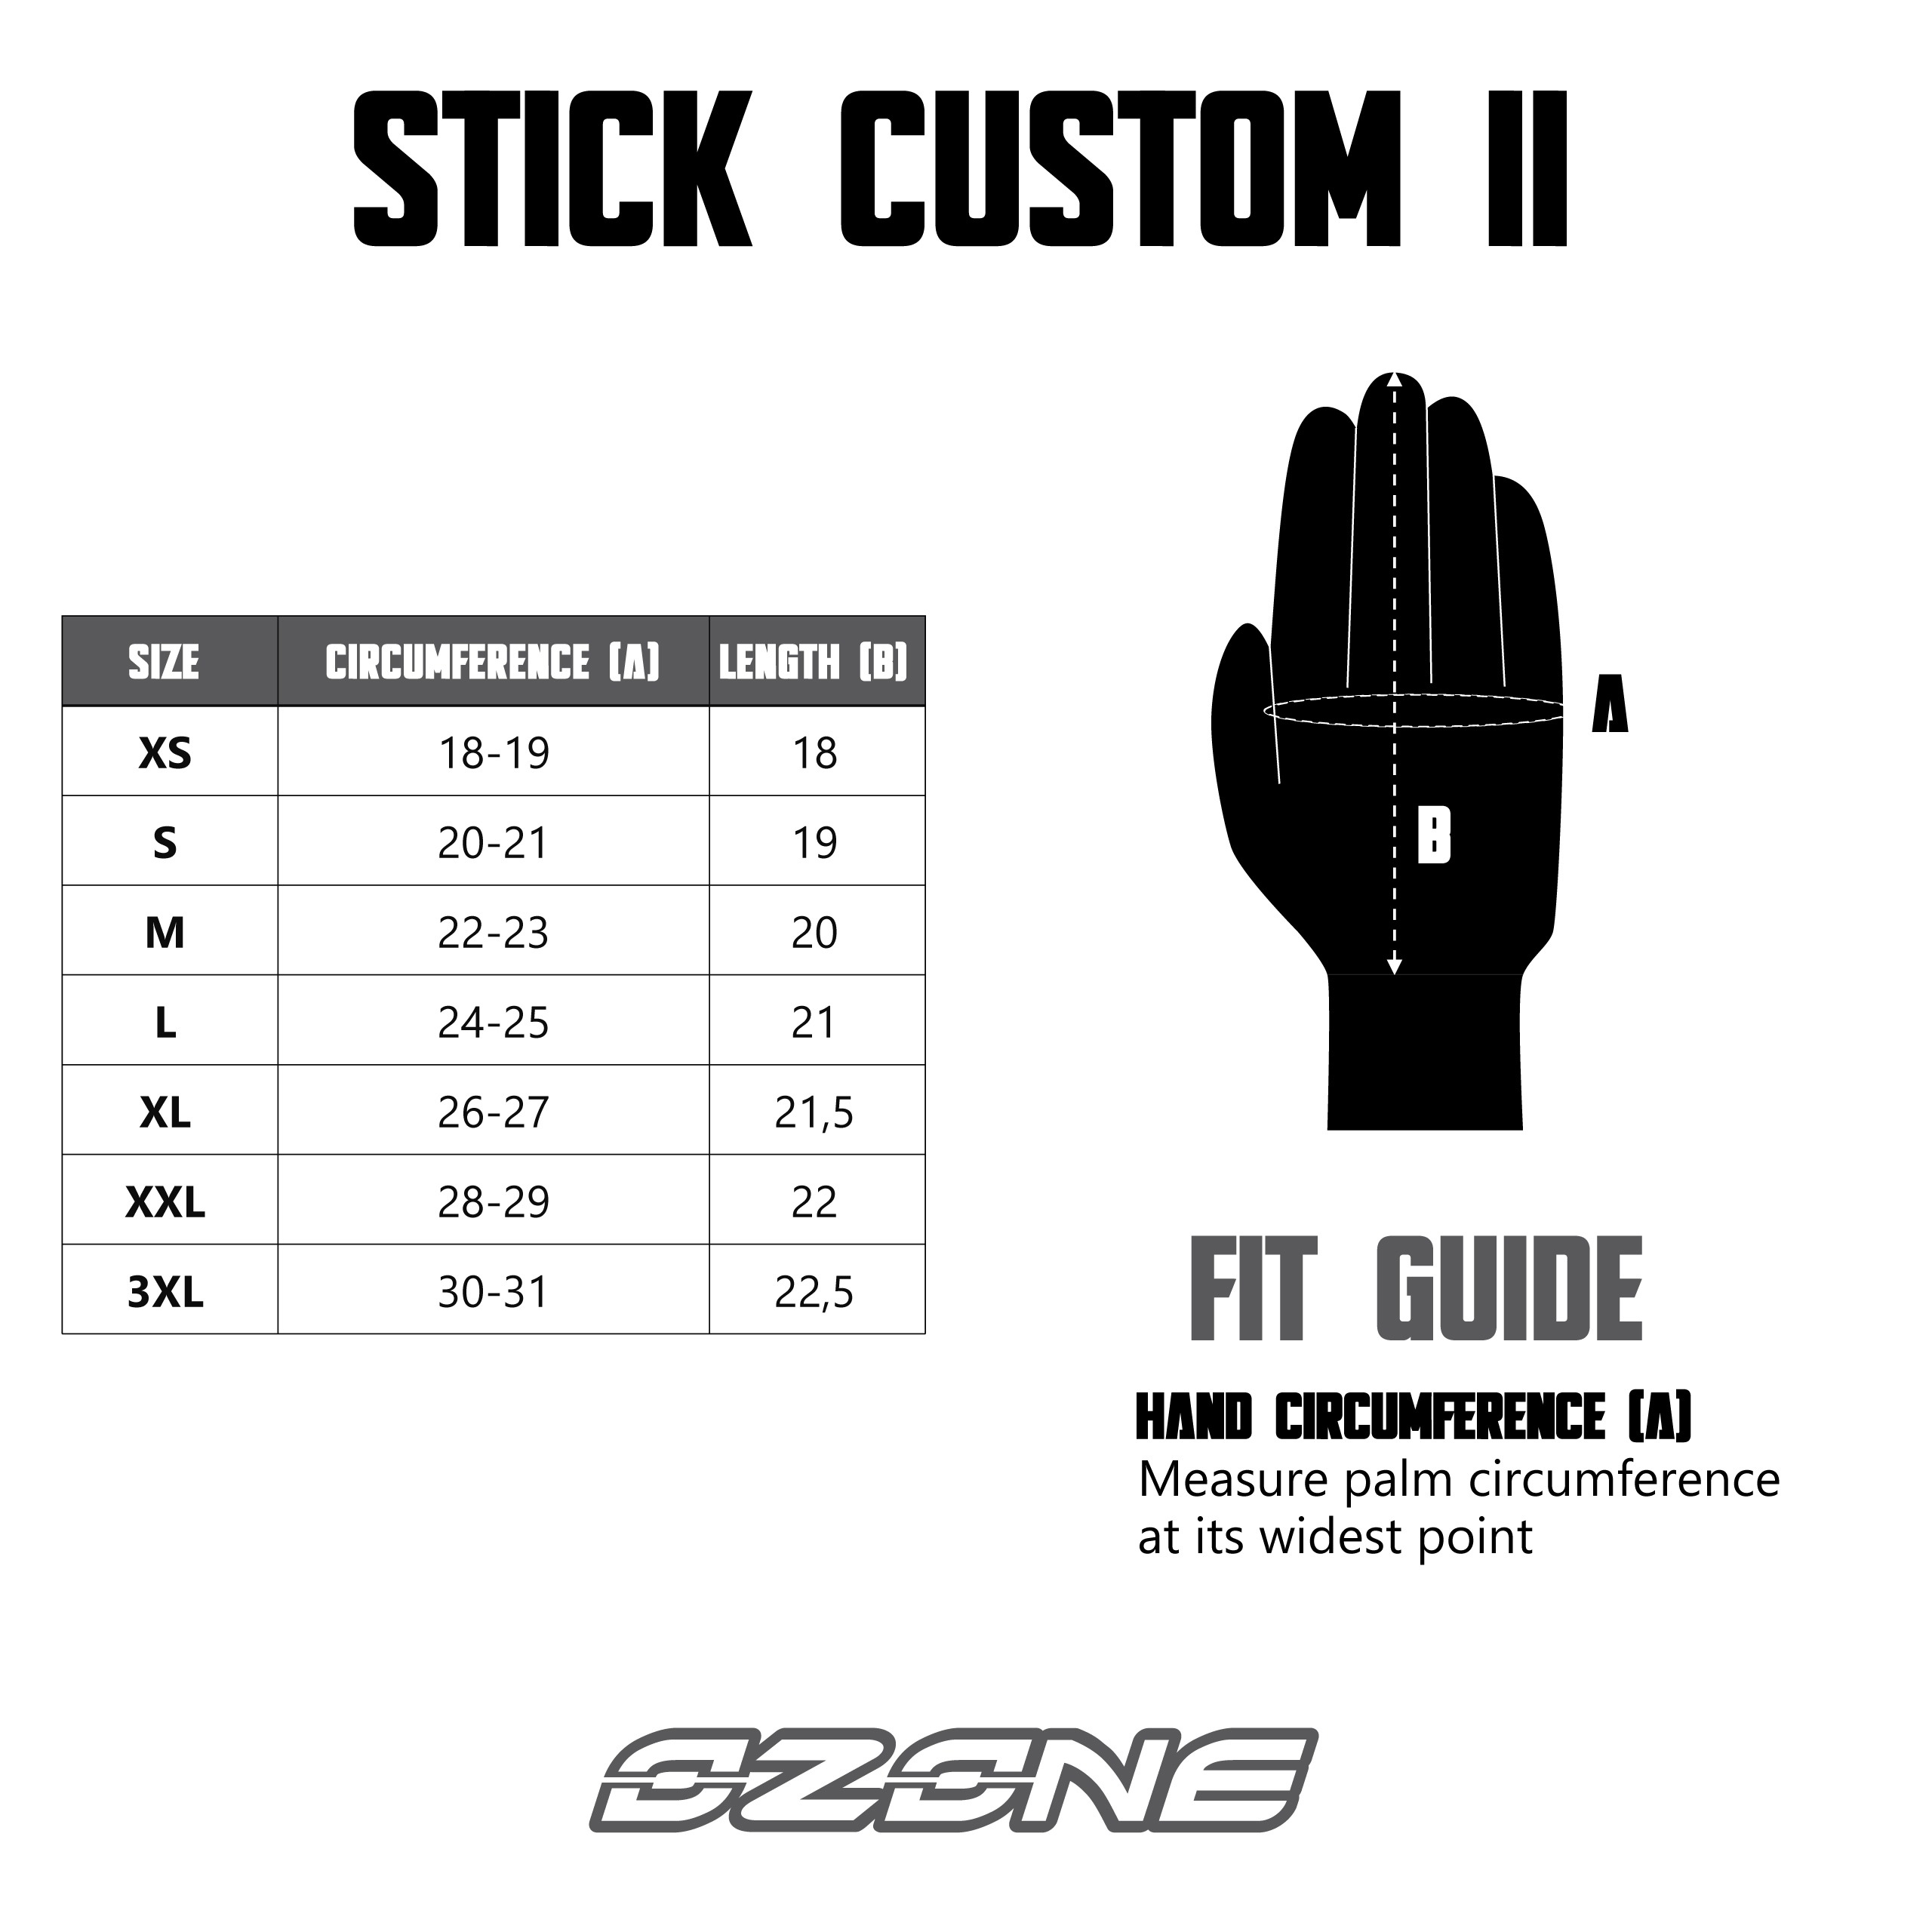 STICK CUSTOM II
SIZE CIRCUMFERENCE (A) LENGTH (B)
XS 18-19 18
S 20-21 19
M 22-23 20
L 24-25 21
XL 26-27 21,5
XXL 28-29 22
3XL 30-31 22,5
A
B
FIT GUIDE
HAND CIRCUMFERENCE (A)
Measure palm circumference
at its widest point
OZONE